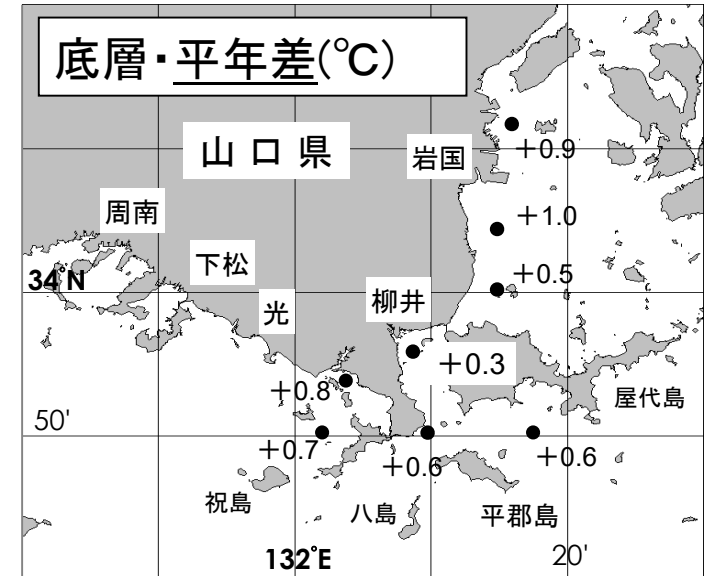 底層・平年差(℃)
山口県
岩国
+0.9
周南
+1.0
下松
+0.5
34°N
光
柳井
+0.3
+0.8
屋代島
50'
+0.7
+0.6
+0.6
祝島
八島
平郡島
132°E
20'